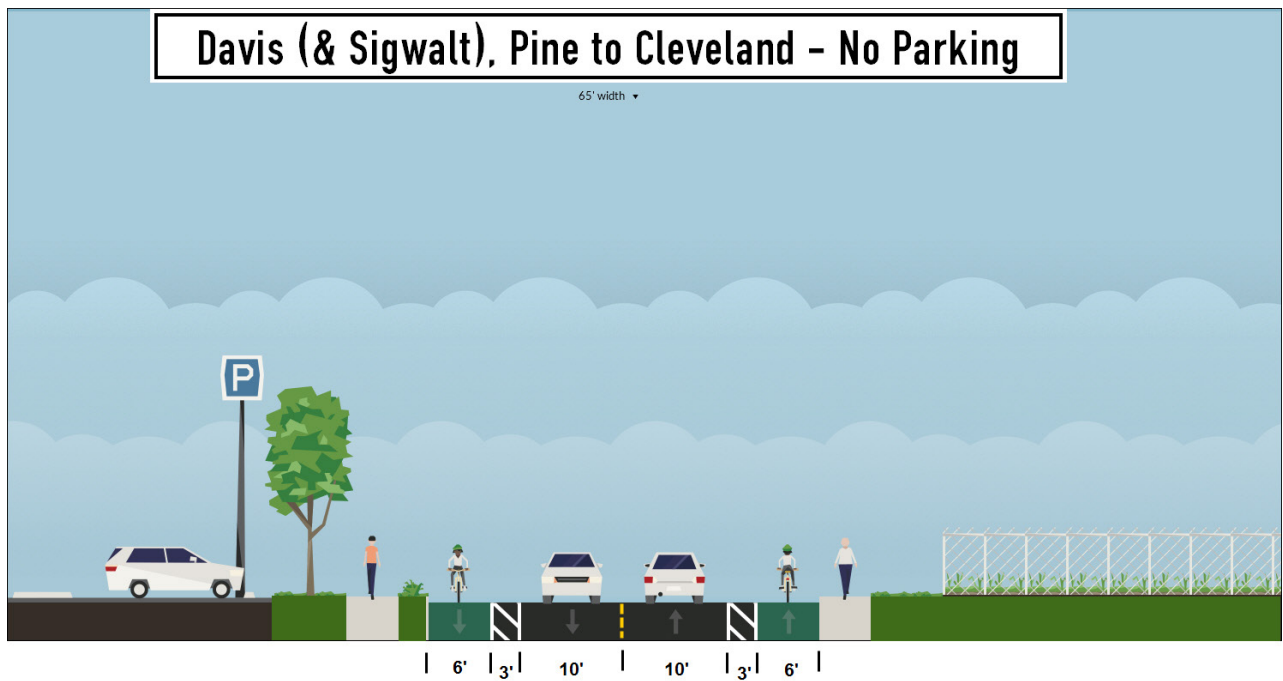 Davis (& Sigwalt), Pine to Cleveland – No Parking
65' width ▼
P
6' 3' 10' 10' 3' 6'